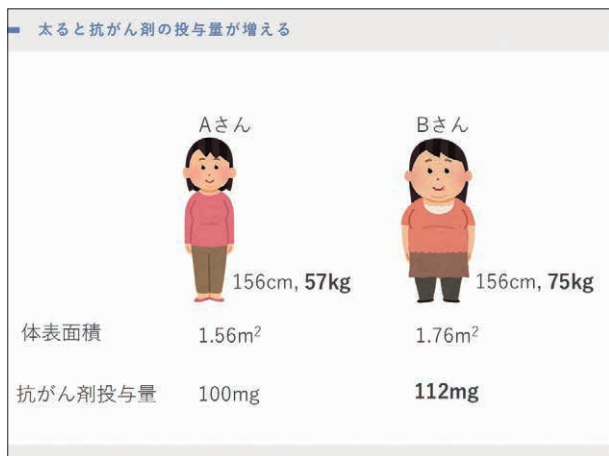 太ると抗がん剤の投与量が増える
Aさん Bさん
156cm, 57kg 156cm, 75kg
体表面積 1.56m² 1.76m²
抗がん剤投与量 100mg 112mg